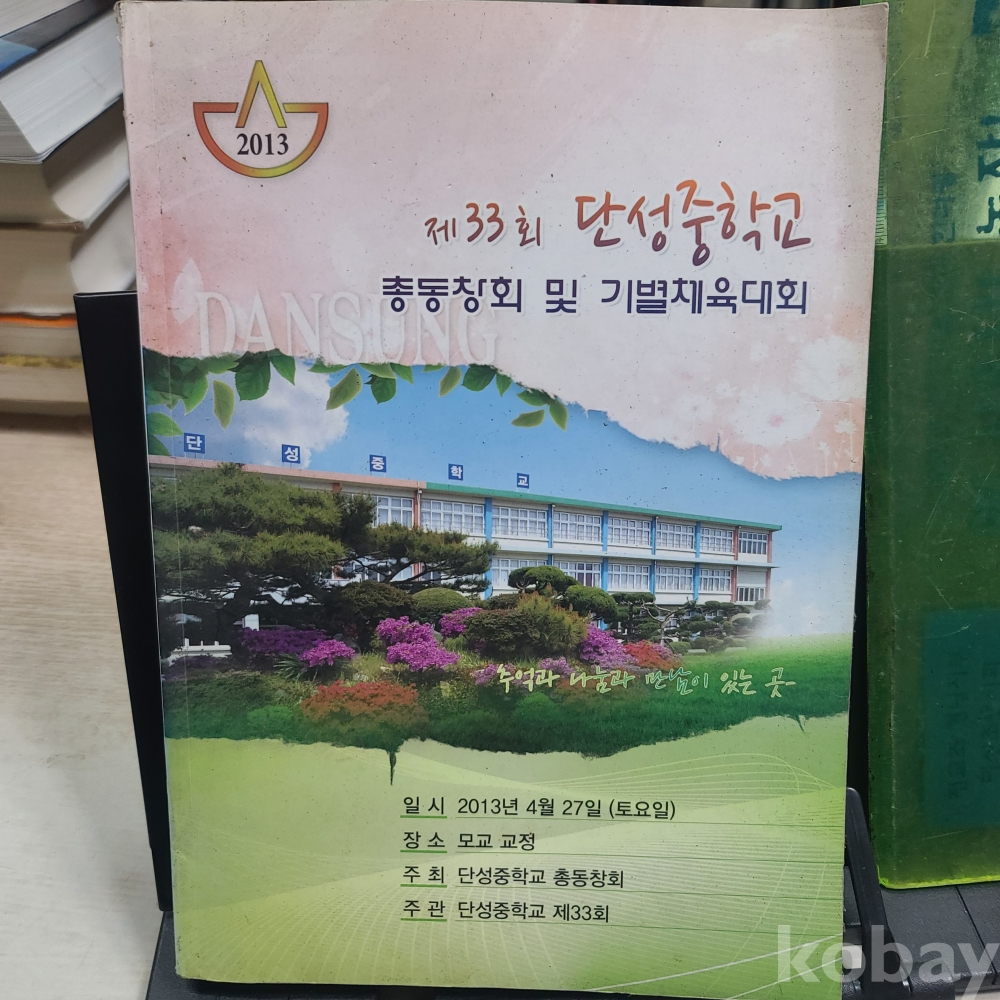 2013
제33회 단성중학교
총동창회 및 기별체육대회
DANSUNG
단성중학교
추억과 나눔과 만남이 있는 곳
일 시 2013년 4월 27일 (토요일)
장 소 모교 교정
주 최 단성중학교 총동창회
주 관 단성중학교 제33회
kobay